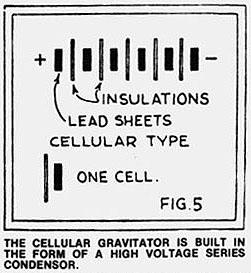 + −
INSULATIONS
LEAD SHEETS
CELLULAR TYPE
ONE CELL.
FIG.5
THE CELLULAR GRAVITATOR IS BUILT IN
THE FORM OF A HIGH VOLTAGE SERIES
CONDENSOR.